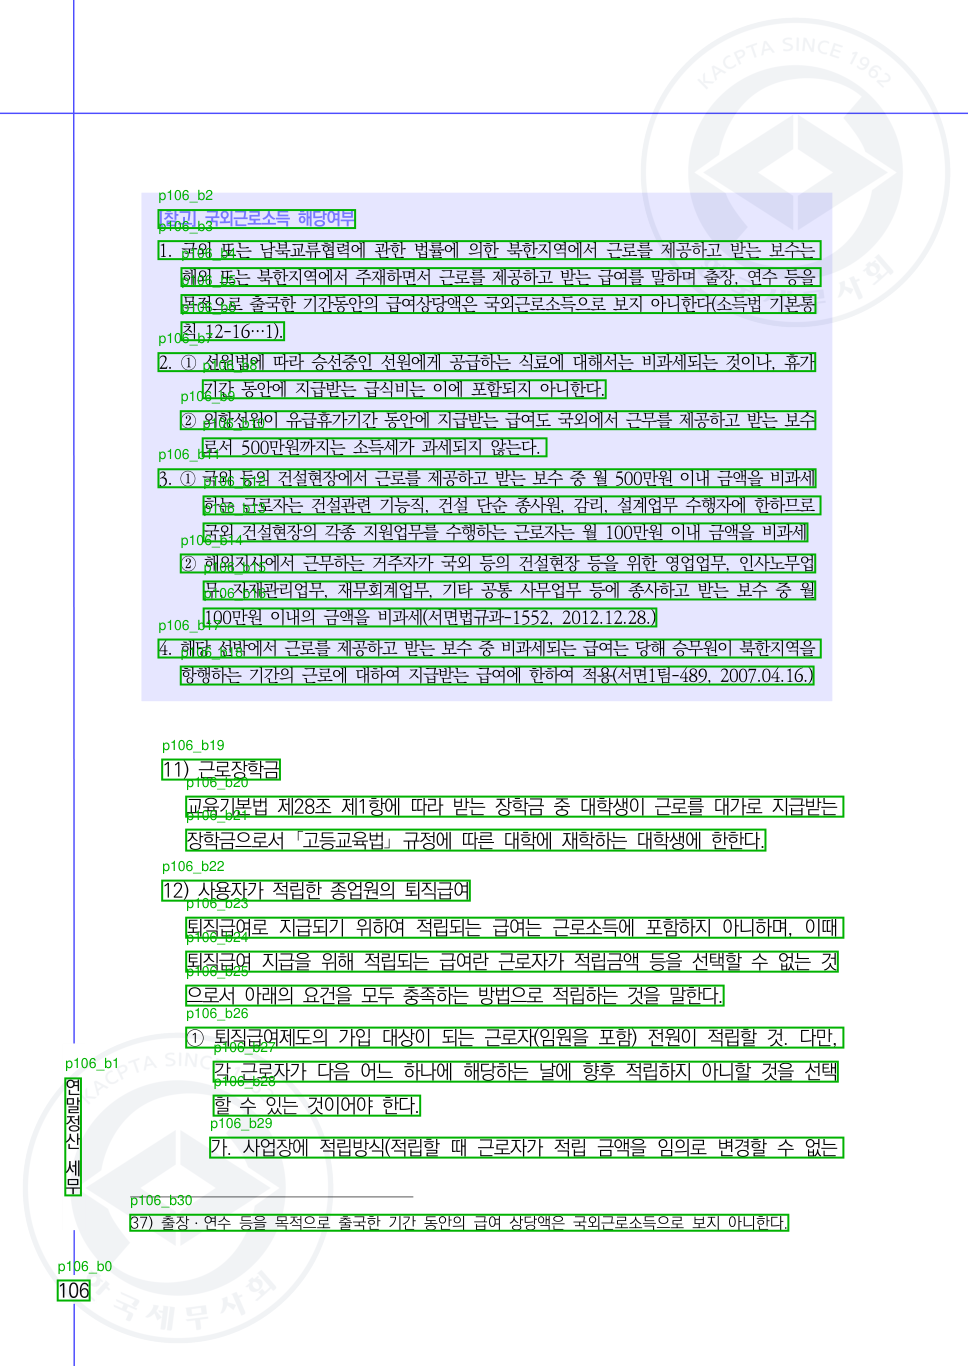 KACPTA SINCE 1962
p106_b2
[참고] 국외근로소득 해당여부
p106_b3
1. 국외 또는 남북교류협력에 관한 법률에 의한 북한지역에서 근로를 제공하고 받는 보수는
p106_b4
해외 또는 북한지역에서 주재하면서 근로를 제공하고 받는 급여를 말하며 출장, 연수 등을
p106_b5
목적으로 출국한 기간동안의 급여상당액은 국외근로소득으로 보지 아니한다(소득법 기본통
p106_b6
칙 12-16…1).
p106_b7
2. ① 선원법에 따라 승선중인 선원에게 공급하는 식료에 대해서는 비과세되는 것이나, 휴가
p106_b8
기간 동안에 지급받는 급식비는 이에 포함되지 아니한다.
p106_b9
② 외항선원이 유급휴가기간 동안에 지급받는 급여도 국외에서 근무를 제공하고 받는 보수
p106_b10
로서 500만원까지는 소득세가 과세되지 않는다.
p106_b11
3. ① 국외 등의 건설현장에서 근로를 제공하고 받는 보수 중 월 500만원 이내 금액을 비과세
p106_b12
하는 근로자는 건설관련 기능직, 건설 단순 종사원, 감리, 설계업무 수행자에 한하므로
p106_b13
국외 건설현장의 각종 지원업무를 수행하는 근로자는 월 100만원 이내 금액을 비과세
p106_b14
② 해외지사에서 근무하는 거주자가 국외 등의 건설현장 등을 위한 영업업무, 인사노무업
p106_b15
무, 자재관리업무, 재무회계업무, 기타 공통 사무업무 등에 종사하고 받는 보수 중 월
p106_b16
100만원 이내의 금액을 비과세(서면법규과-1552, 2012.12.28.)
p106_b17
4. 해당 선박에서 근로를 제공하고 받는 보수 중 비과세되는 급여는 당해 승무원이 북한지역을
p106_b18
항행하는 기간의 근로에 대하여 지급받는 급여에 한하여 적용(서면1팀-489, 2007.04.16.)
p106_b19
11) 근로장학금
p106_b20
교육기본법 제28조 제1항에 따라 받는 장학금 중 대학생이 근로를 대가로 지급받는
p106_b21
장학금으로서 「고등교육법」 규정에 따른 대학에 재학하는 대학생에 한한다.
p106_b22
12) 사용자가 적립한 종업원의 퇴직급여
p106_b23
퇴직급여로 지급되기 위하여 적립되는 급여는 근로소득에 포함하지 아니하며, 이때
p106_b24
퇴직급여 지급을 위해 적립되는 급여란 근로자가 적립금액 등을 선택할 수 없는 것
p106_b25
으로서 아래의 요건을 모두 충족하는 방법으로 적립하는 것을 말한다.
p106_b26
① 퇴직급여제도의 가입 대상이 되는 근로자(임원을 포함) 전원이 적립할 것. 다만,
p106_b27
각 근로자가 다음 어느 하나에 해당하는 날에 향후 적립하지 아니할 것을 선택
p106_b28
할 수 있는 것이어야 한다.
p106_b29
가. 사업장에 적립방식(적립할 때 근로자가 적립 금액을 임의로 변경할 수 없는
p106_b30
37) 출장·연수 등을 목적으로 출국한 기간 동안의 급여 상당액은 국외근로소득으로 보지 아니한다.
p106_b1
연말정산 세무
KACPTA SINC
한국세무사회
p106_b0
106